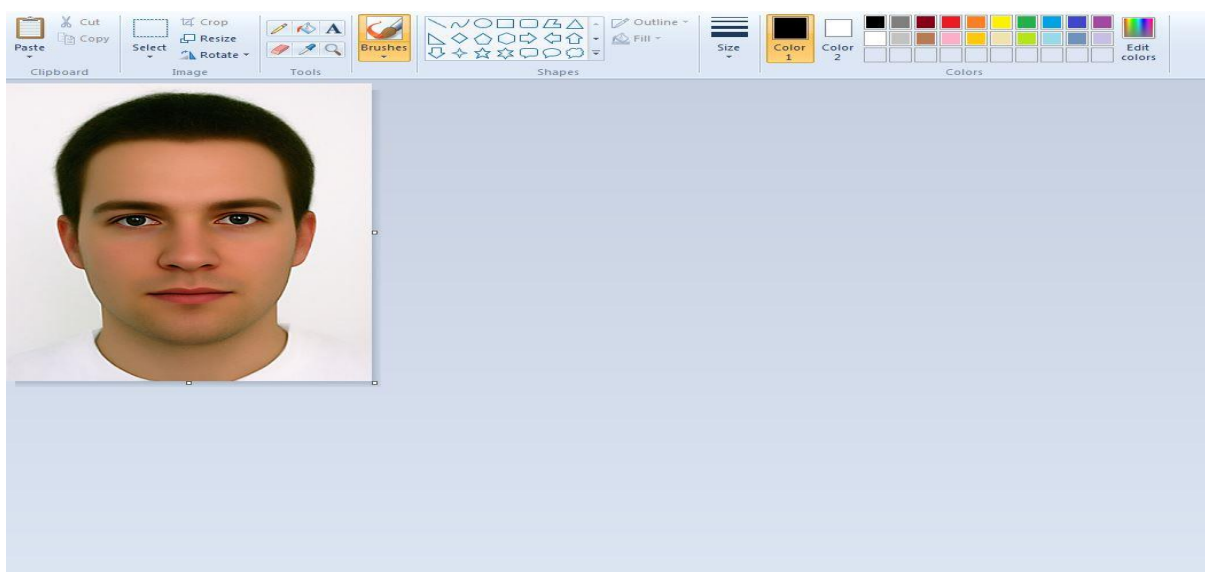 Cut
Copy
Paste
Clipboard
Crop
Resize
Rotate
Select
Image
A
Tools
Brushes
Outline
Fill
Shapes
Size
Color
1
Color
2
Edit
colors
Colors